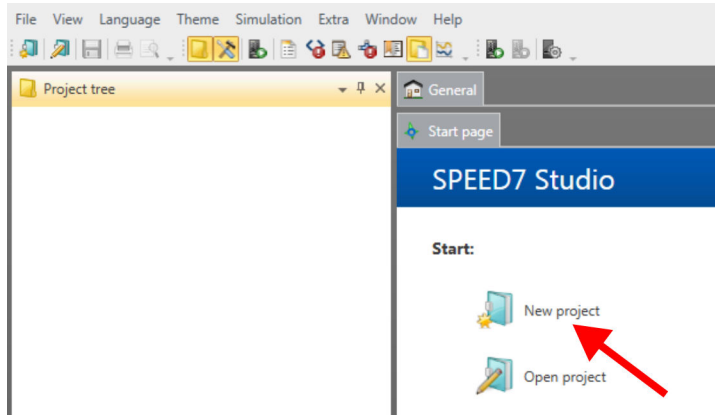 File View Language Theme Simulation Extra Window Help
Project tree
General
Start page
SPEED7 Studio
Start:
New project
Open project